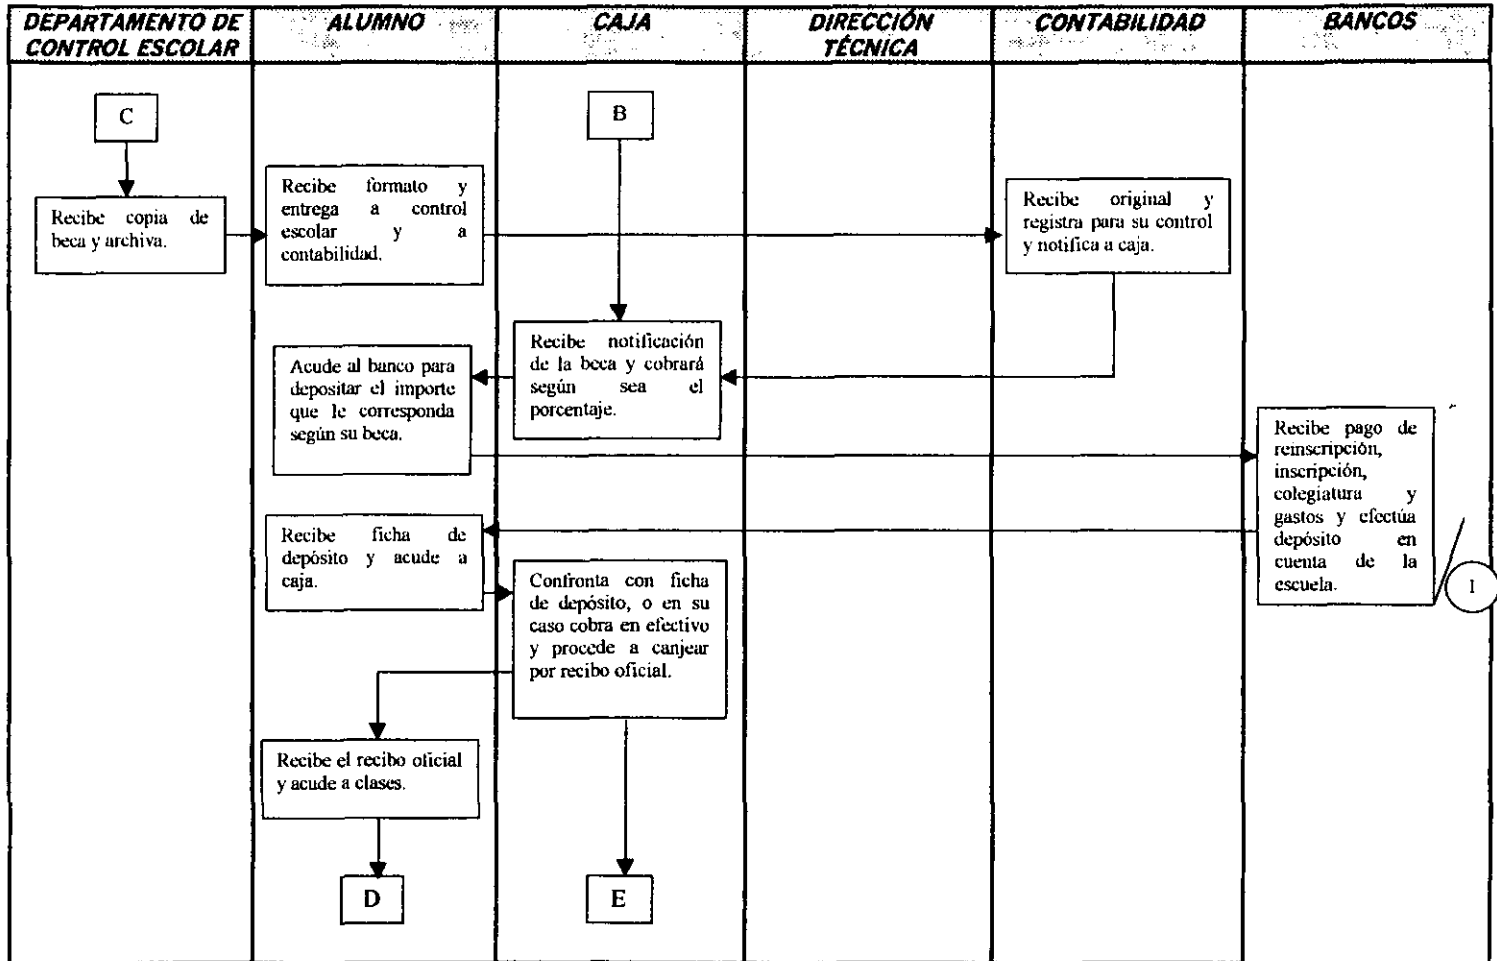 DEPARTAMENTO DE
CONTROL ESCOLAR
ALUMNO
CAJA
DIRECCIÓN
TÉCNICA
CONTABILIDAD
BANCOS
C
B
Recibe copia de
beca y archiva.
Recibe formato y
entrega a control
escolar y a
contabilidad.
Recibe original y
registra para su control
y notifica a caja.
Recibe notificación
de la beca y cobrará
según sea el
porcentaje.
Acude al banco para
depositar el importe
que le corresponda
según su beca.
Recibe pago de
reinscripción,
inscripción,
colegiatura y
gastos y efectúa
depósito en
cuenta de la
escuela.
1
Recibe ficha de
depósito y acude a
caja.
Confronta con ficha
de depósito, o en su
caso cobra en efectivo
y procede a canjear
por recibo oficial.
Recibe el recibo oficial
y acude a clases.
D
E